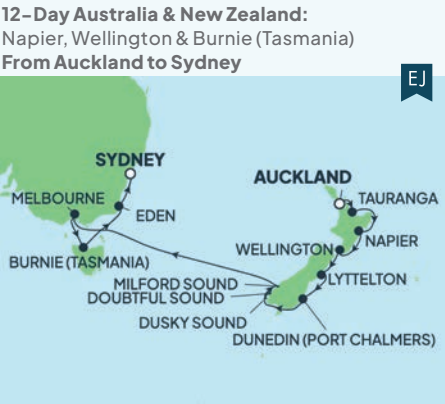 12-Day Australia & New Zealand:
Napier, Wellington & Burnie (Tasmania)
From Auckland to Sydney
EJ
SYDNEY
AUCKLAND
MELBOURNE
TAURANGA
EDEN
NAPIER
WELLINGTON
BURNIE (TASMANIA)
LYTTELTON
MILFORD SOUND
DOUBTFUL SOUND
DUSKY SOUND
DUNEDIN (PORT CHALMERS)